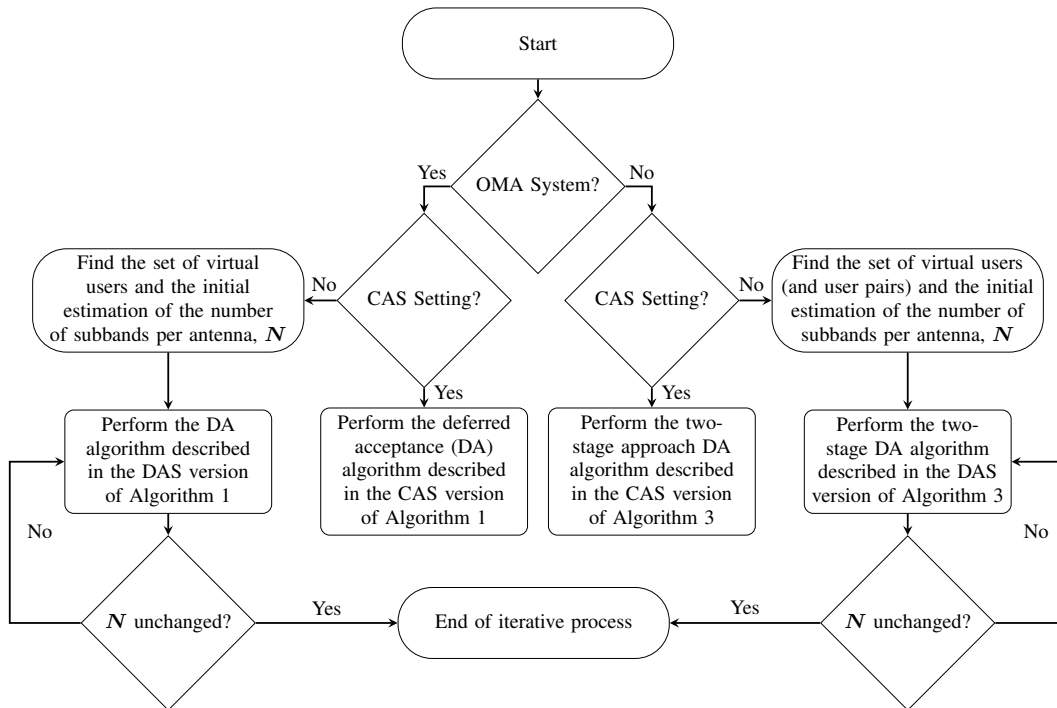 Start
OMA System?
Yes
No
CAS Setting?
No
Yes
CAS Setting?
No
Yes
Find the set of virtual
users and the initial
estimation of the number
of subbands per antenna, N
Find the set of virtual users
(and user pairs) and the initial
estimation of the number of
subbands per antenna, N
Perform the DA
algorithm described
in the DAS version
of Algorithm 1
Perform the deferred
acceptance (DA)
algorithm described
in the CAS version
of Algorithm 1
Perform the two-
stage approach DA
algorithm described
in the CAS version
of Algorithm 3
Perform the two-
stage DA algorithm
described in the DAS
version of Algorithm 3
No
No
N unchanged?
Yes
End of iterative process
Yes
N unchanged?